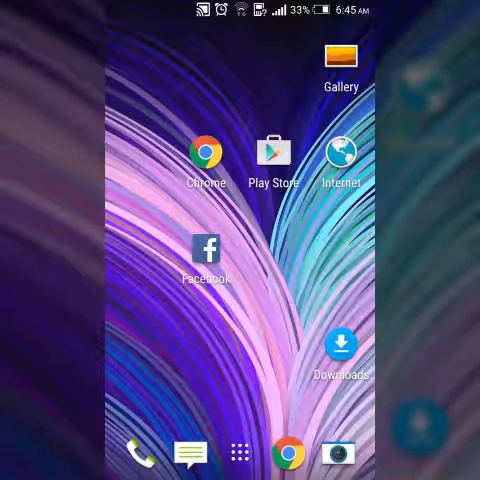 33% 6:45 AM
Gallery
Chrome Play Store Internet
Facebook
Downloads